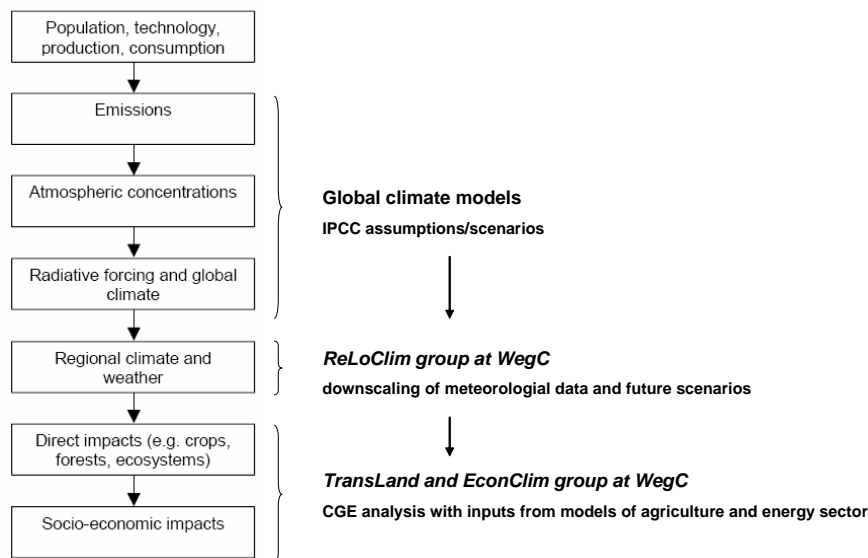 Population, technology,
production, consumption
Emissions
Atmospheric concentrations
Radiative forcing and global
climate
Regional climate and
weather
Direct impacts (e.g. crops,
forests, ecosystems)
Socio-economic impacts
Global climate models
IPCC assumptions/scenarios
ReLoClim group at WegC
downscaling of meteorologial data and future scenarios
TransLand and EconClim group at WegC
CGE analysis with inputs from models of agriculture and energy sector